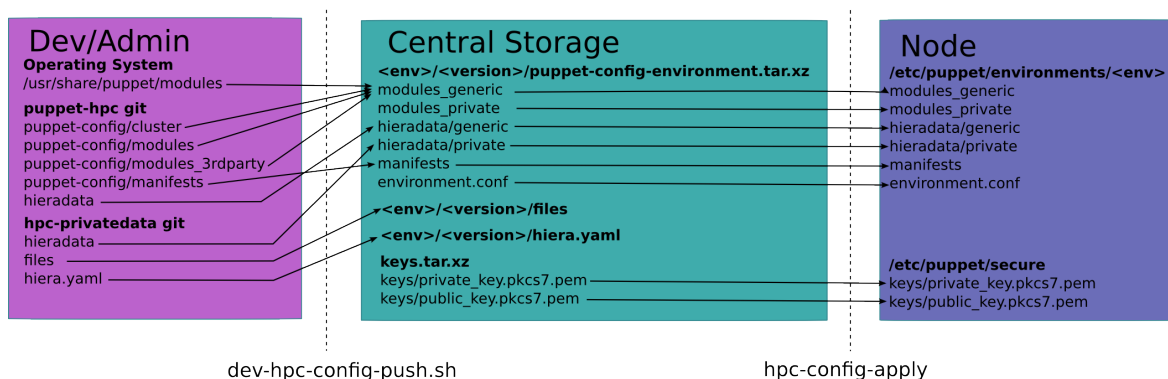 Dev/Admin
Operating System
/usr/share/puppet/modules
puppet-hpc git
puppet-config/cluster
puppet-config/modules
puppet-config/modules_3rdparty
puppet-config/manifests
hieradata
hpc-privatedata git
hieradata
files
hiera.yaml
Central Storage
<env>/<version>/puppet-config-environment.tar.xz
modules_generic
modules_private
hieradata/generic
hieradata/private
manifests
environment.conf
<env>/<version>/files
<env>/<version>/hiera.yaml
keys.tar.xz
keys/private_key.pkcs7.pem
keys/public_key.pkcs7.pem
Node
/etc/puppet/environments/<env>
modules_generic
modules_private
hieradata/generic
hieradata/private
manifests
environment.conf
/etc/puppet/secure
keys/private_key.pkcs7.pem
keys/public_key.pkcs7.pem
dev-hpc-config-push.sh
hpc-config-apply